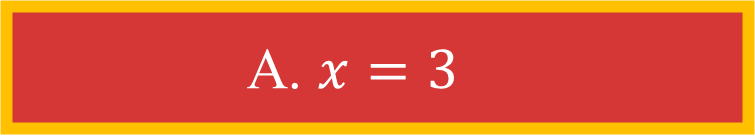 A. 𝑥 = 3